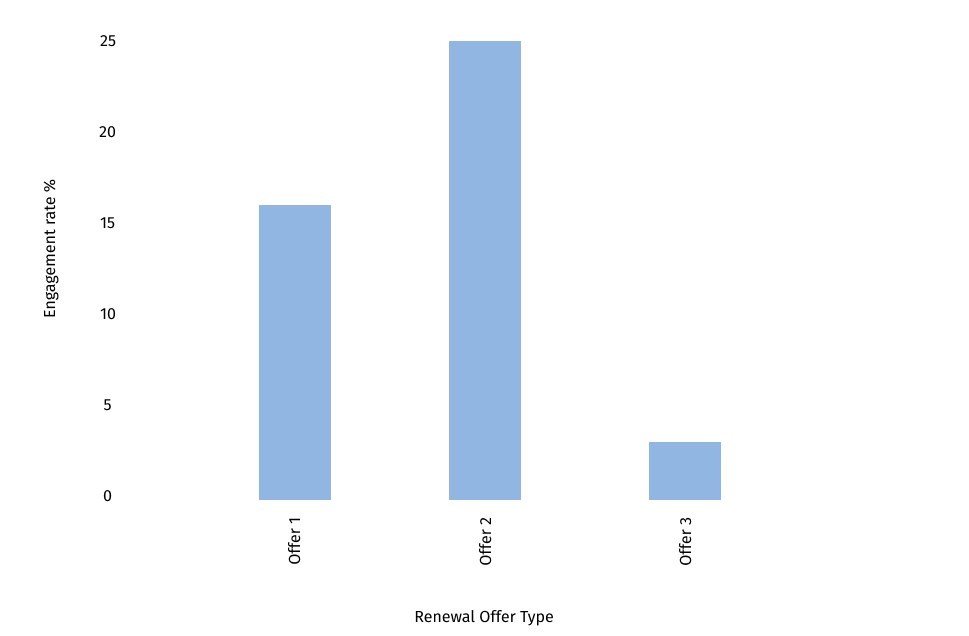 25
20
15
10
5
0
Engagement rate %
Offer 1
Offer 2
Offer 3
Renewal Offer Type